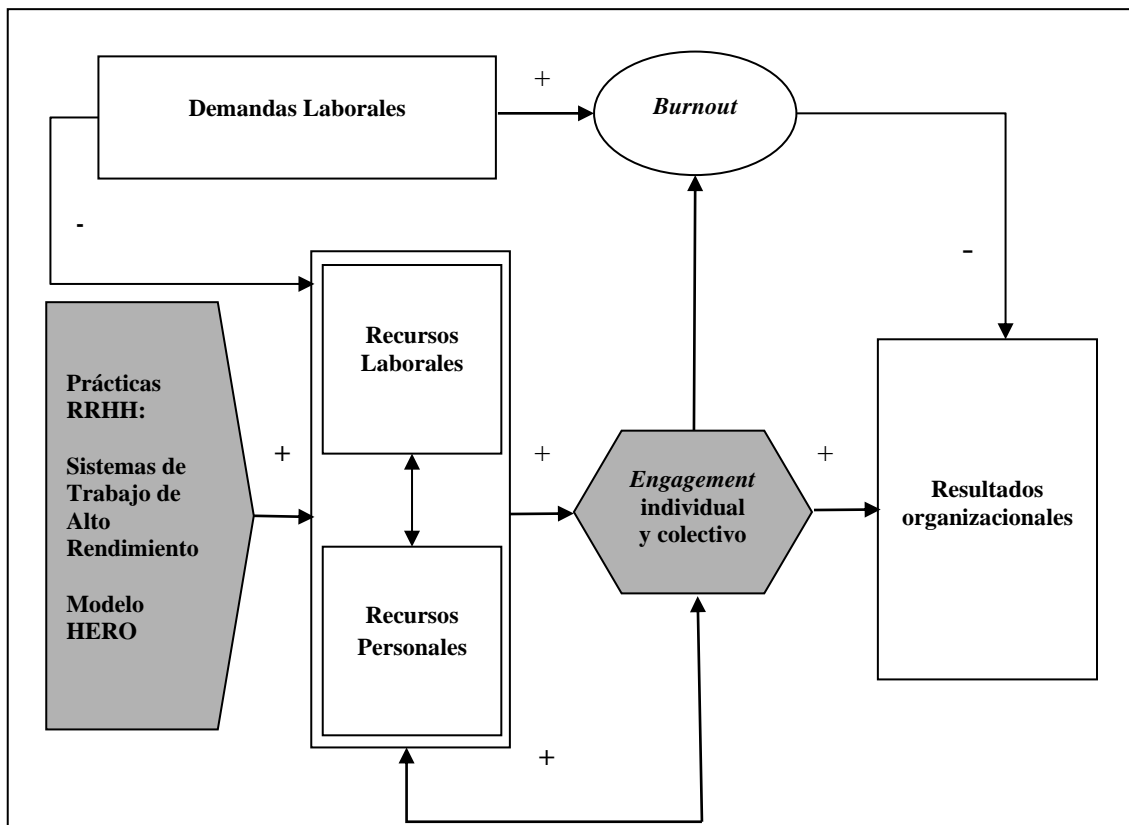 Demandas Laborales
+
Burnout
-
-
Recursos
Laborales
Prácticas
RRHH:
Sistemas de
Trabajo de
Alto
Rendimiento
Modelo
HERO
+
+
Engagement
individual
y colectivo
+
Resultados
organizacionales
Recursos
Personales
+